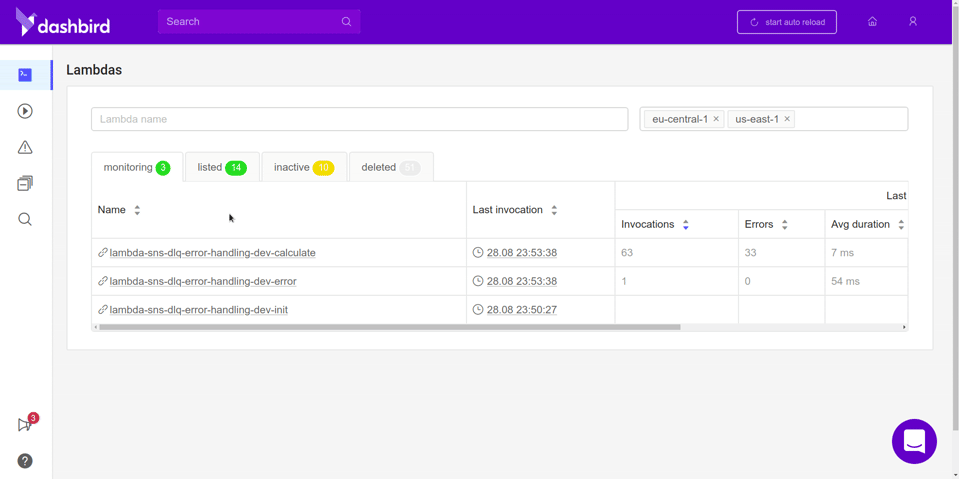 dashbird
Search
start auto reload
Lambdas
Lambda name
eu-central-1 ×
us-east-1 ×
monitoring 3
listed 14
inactive 10
deleted
Name
Last invocation
Last
Invocations
Errors
Avg duration
lambda-sns-dlq-error-handling-dev-calculate
28.08 23:53:38
63
33
7 ms
lambda-sns-dlq-error-handling-dev-error
28.08 23:53:38
1
0
54 ms
lambda-sns-dlq-error-handling-dev-init
28.08 23:50:27
3
?